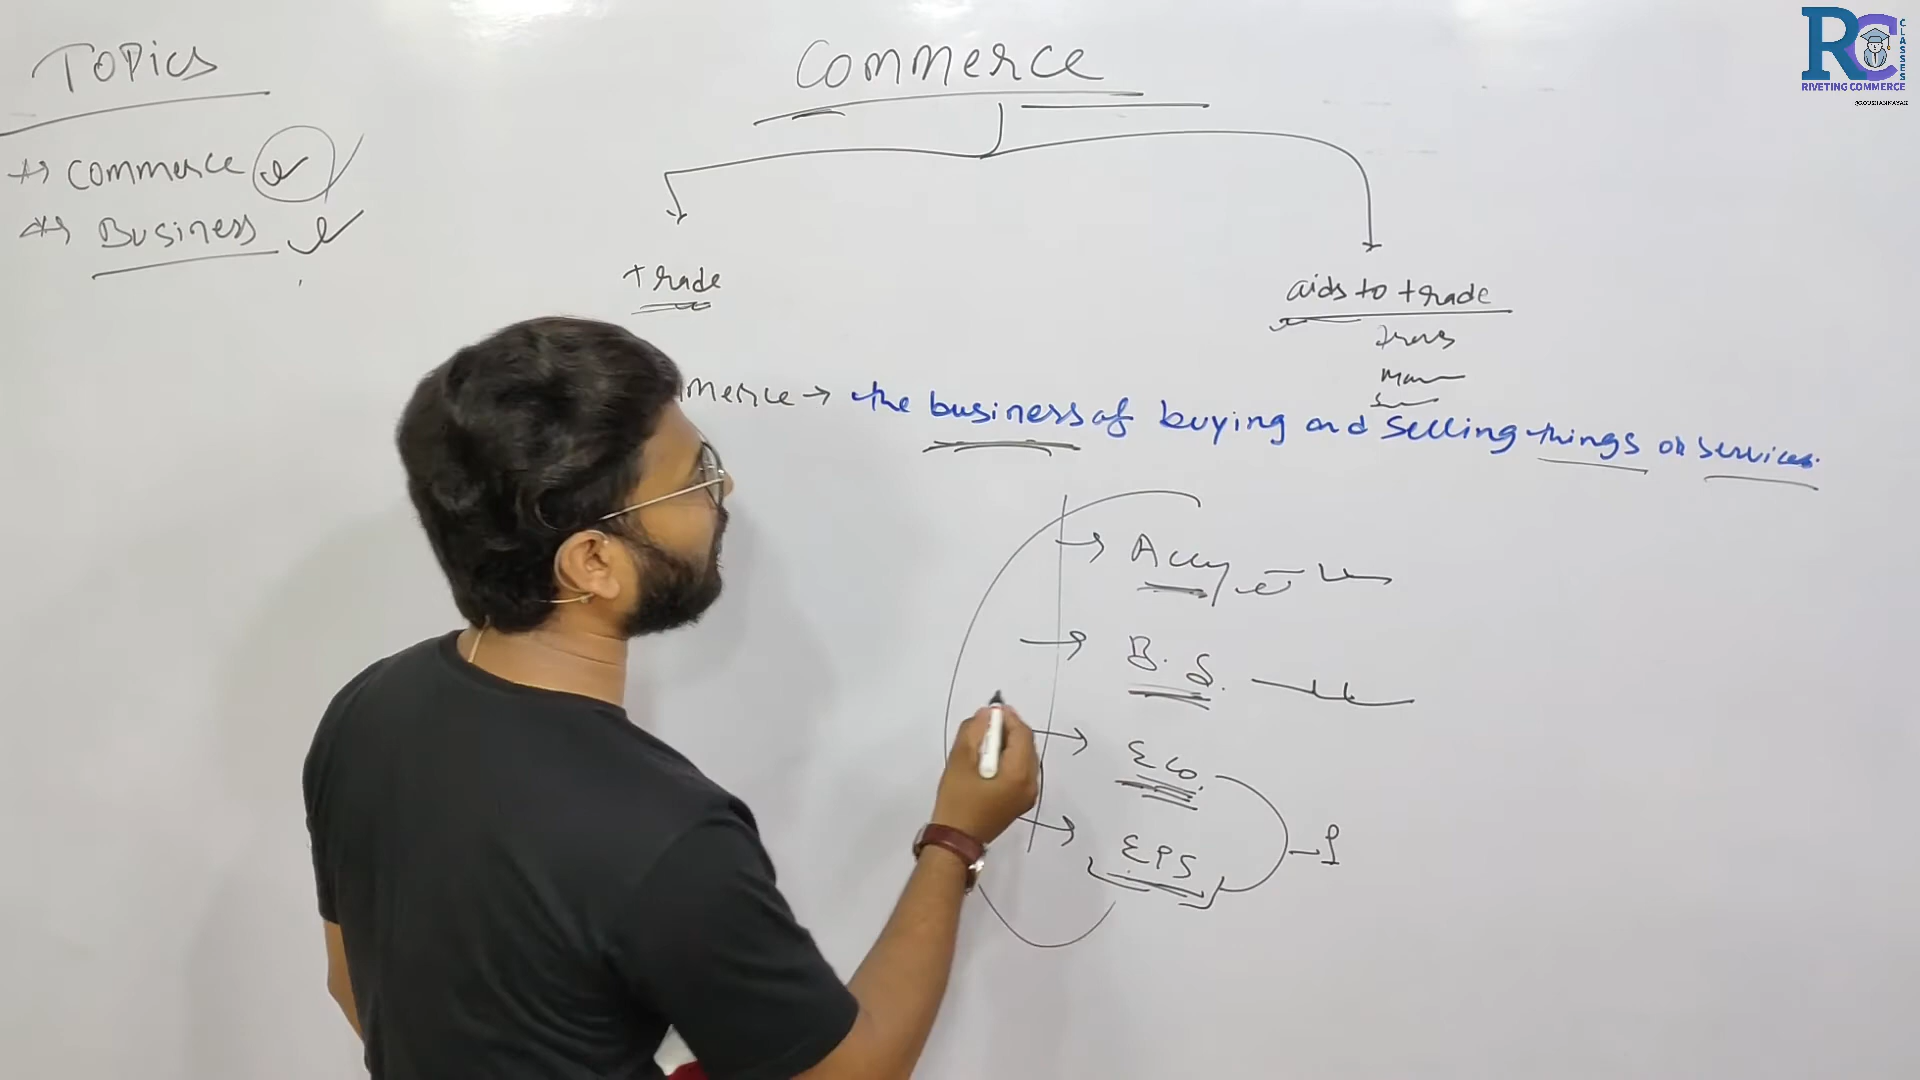 TOPics
Commerce
Business
Commerce
trade
aids to trade
merce → the business of buying and selling things or services.
→ Accy
→ B.S.
→ Eco
→ EPS
RC CLASSES
RIVETING COMMERCE